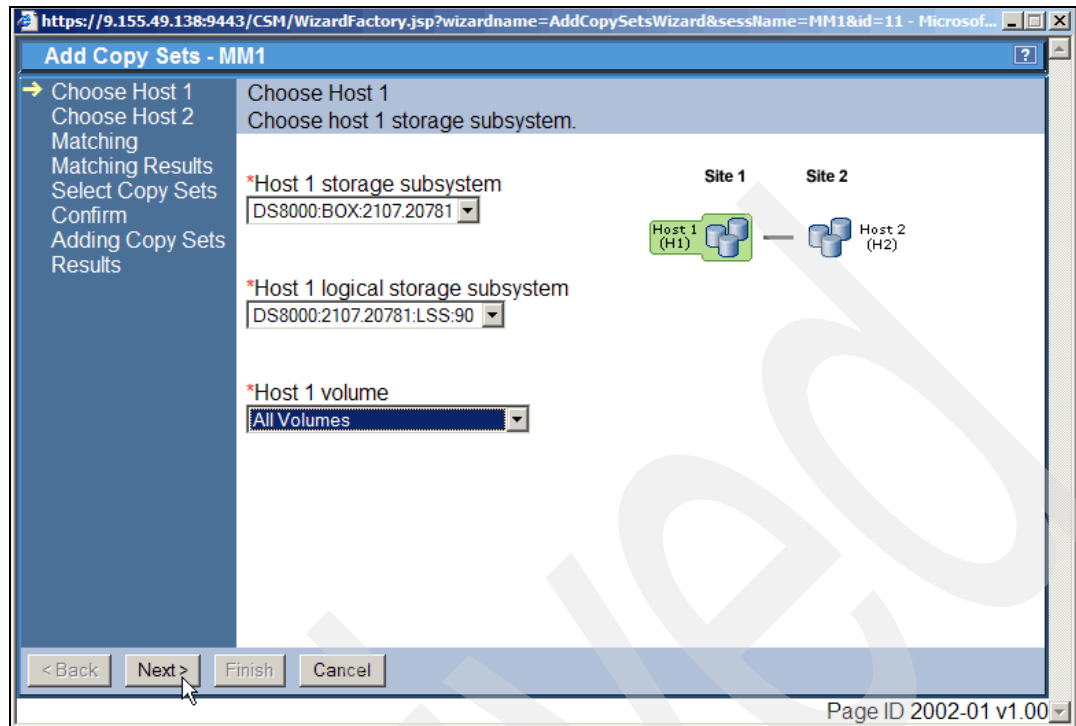 https://9.155.49.138:9443/CSM/WizardFactory.jsp?wizardname=AddCopySetsWizard&sessName=MM1&id=11 - Microsof...
Add Copy Sets - MM1
?
Choose Host 1
Choose Host 2
Matching
Matching Results
Select Copy Sets
Confirm
Adding Copy Sets
Results
Choose Host 1
Choose host 1 storage subsystem.
*Host 1 storage subsystem
DS8000:BOX:2107.20781
*Host 1 logical storage subsystem
DS8000:2107.20781:LSS:90
*Host 1 volume
All Volumes
Site 1 Site 2
Host 1
(H1)
Host 2
(H2)
< Back Next > Finish Cancel
Page ID 2002-01 v1.00